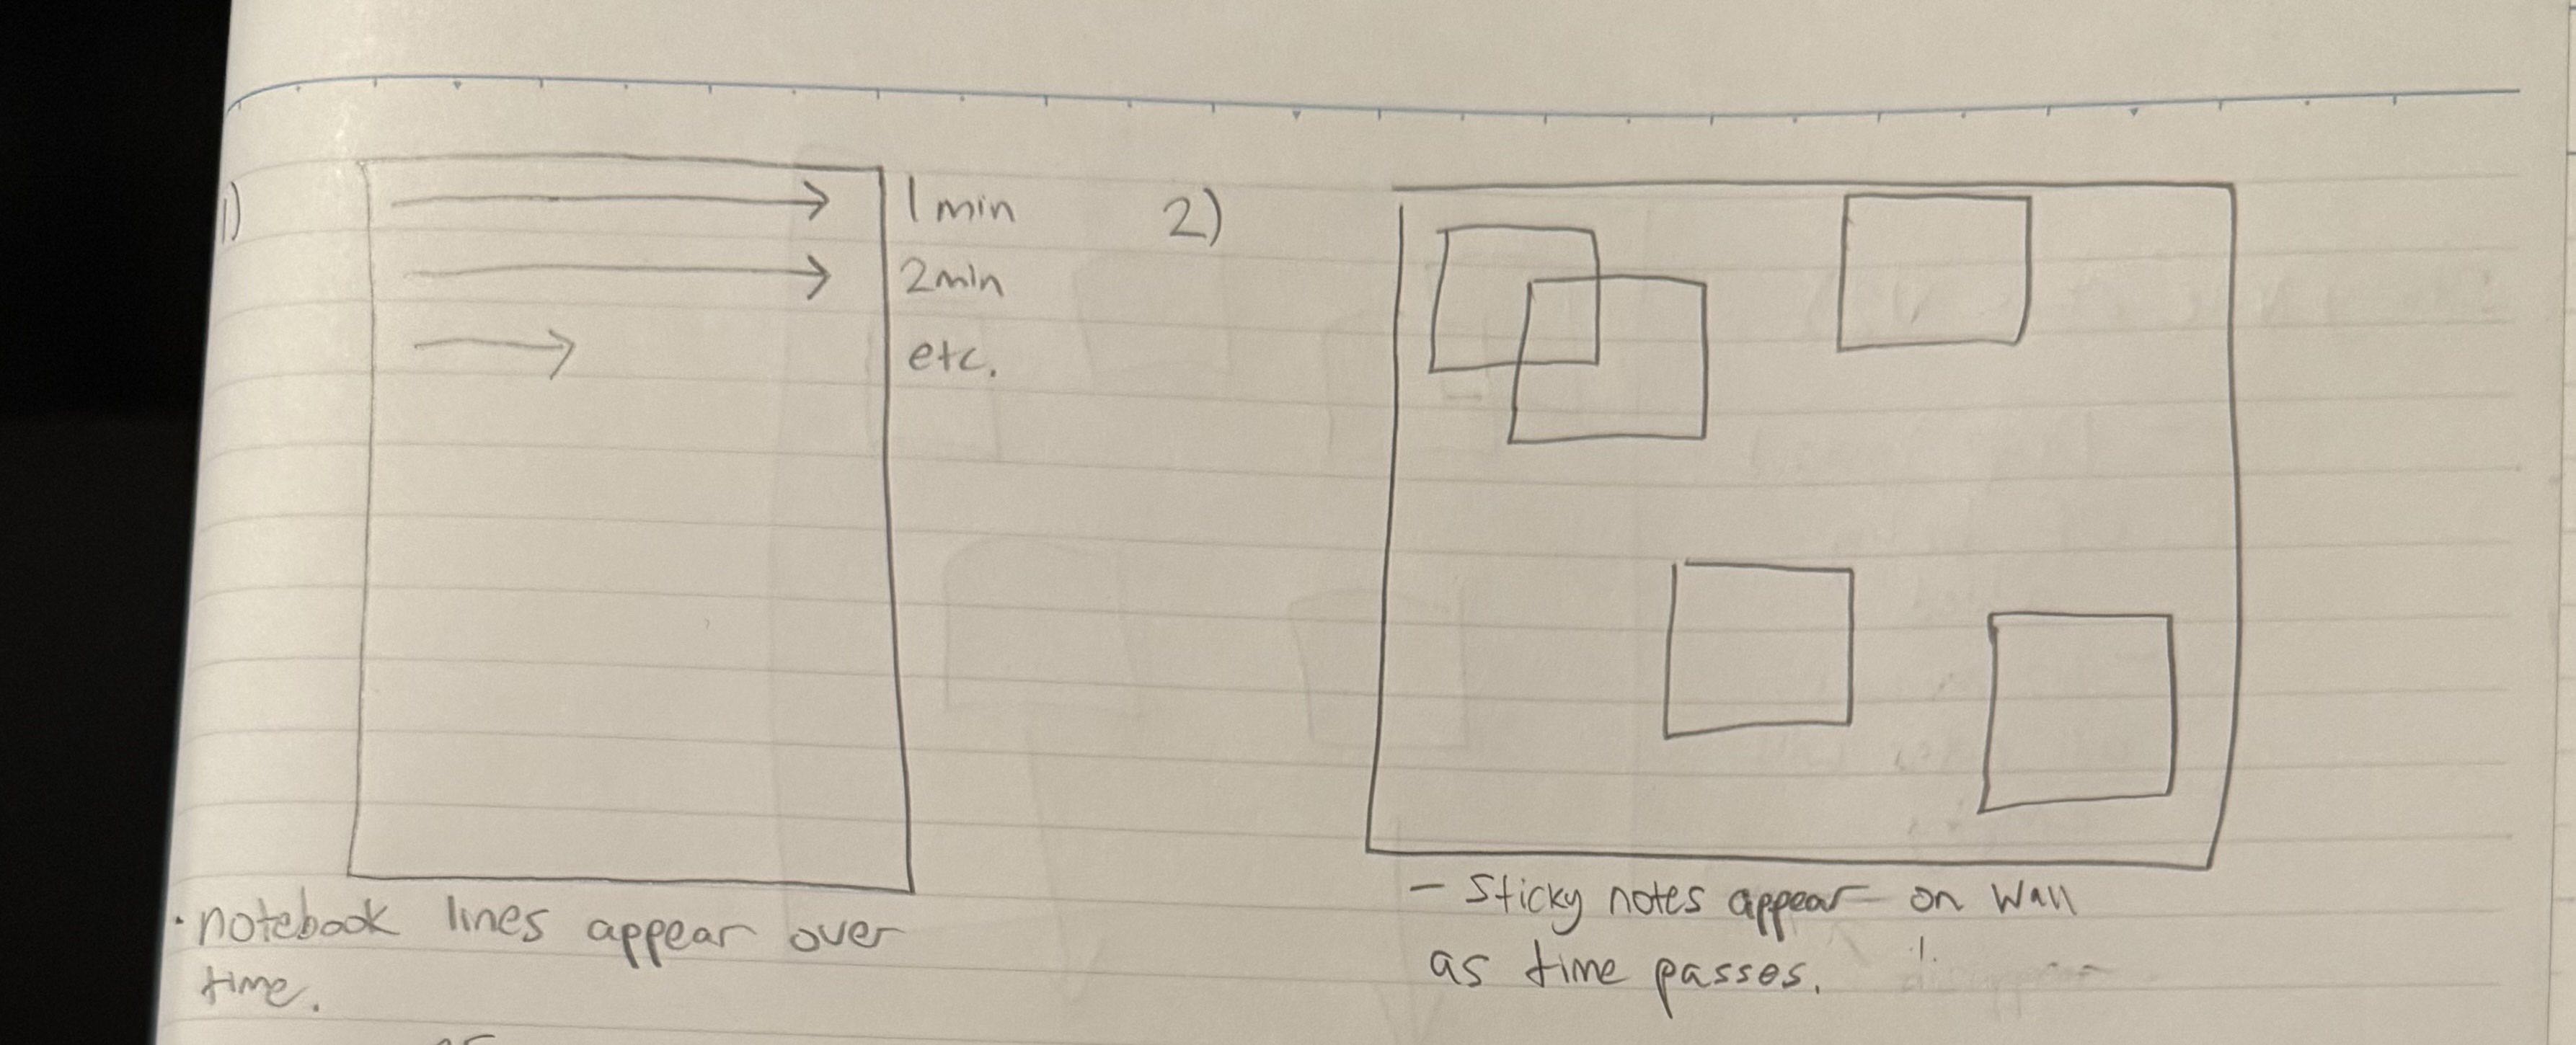 1)
1 min
2min
etc.
• notebook lines appear over
time.
2)
- Sticky notes appear on wall
as time passes.